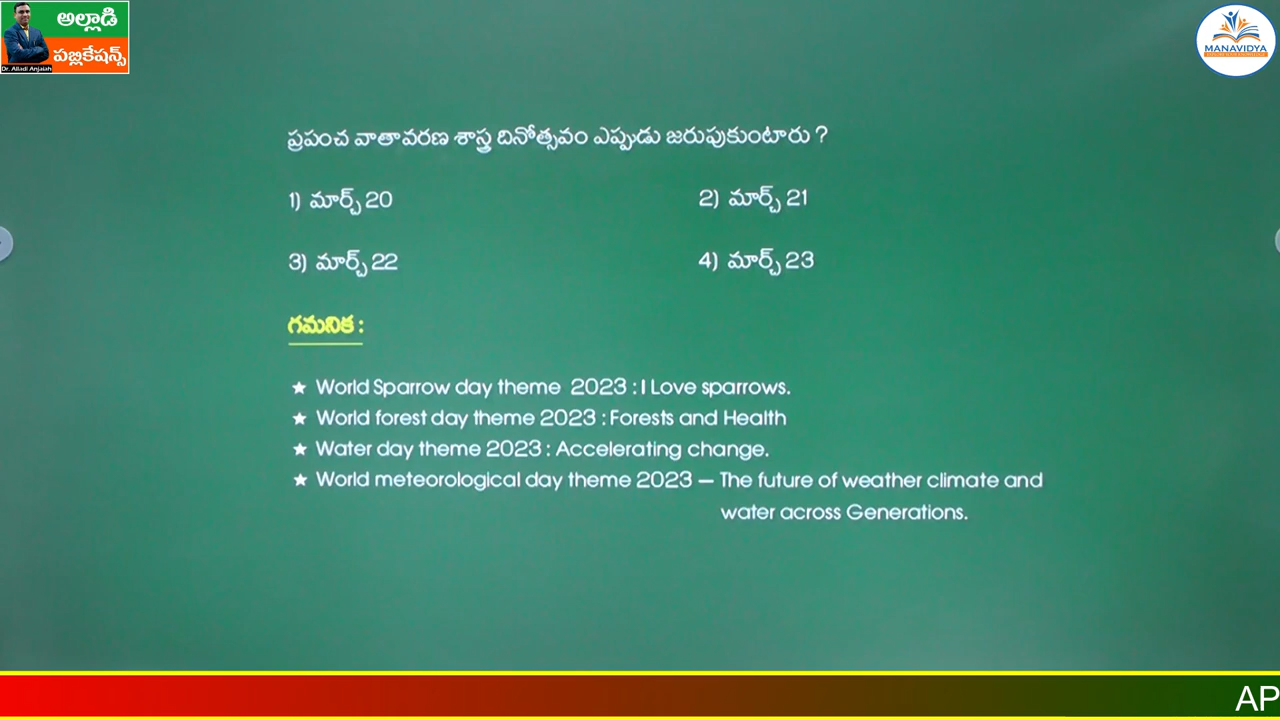 అల్లాడి
పబ్లికేషన్స్
Dr. Alladi Anjaiah
MANAVIDYA
ప్రపంచ వాతావరణ శాస్త్ర దినోత్సవం ఎప్పుడు జరుపుకుంటారు ?
1) మార్చ్ 20
2) మార్చ్ 21
3) మార్చ్ 22
4) మార్చ్ 23
గమనిక :
★ World Sparrow day theme 2023 : I Love sparrows.
★ World forest day theme 2023 : Forests and Health
★ Water day theme 2023 : Accelerating change.
★ World meteorological day theme 2023 – The future of weather climate and
water across Generations.
AP